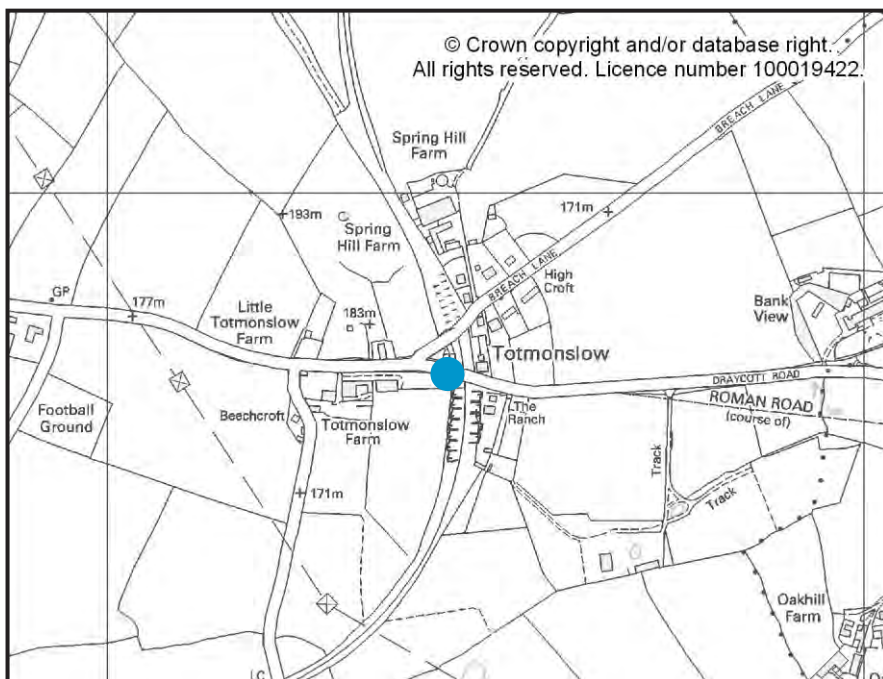 © Crown copyright and/or database right.
All rights reserved. Licence number 100019422.
BREACH LANE
Spring Hill
Farm
193m
171m
Spring
Hill Farm
GP
177m
High
Croft
BREACH LANE
Little
Totmonslow
Farm
183m
Bank
View
Totmonslow
DRAYCOTT ROAD
ROMAN ROAD
(course of)
The
Ranch
Football
Ground
Beechcroft
Totmonslow
Farm
Track
Track
171m
Oakhill
Farm
LC